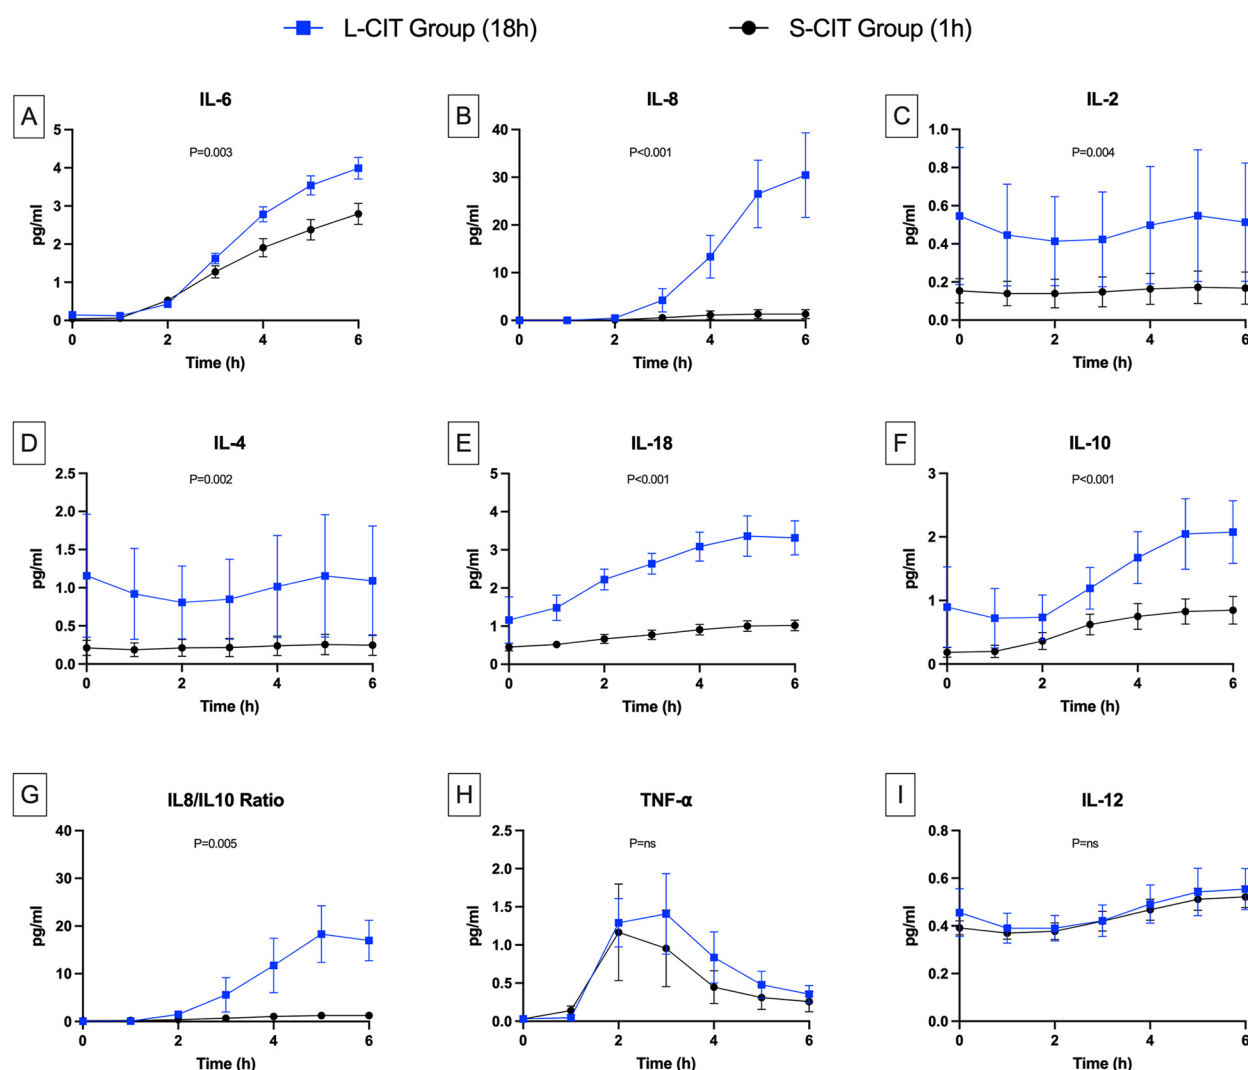 L-CIT Group (18h) S-CIT Group (1h)
A
IL-6
P=0.003
5
4
3
2
1
0
pg/ml
0 2 4 6
Time (h)
B
IL-8
P<0.001
40
30
20
10
0
pg/ml
0 2 4 6
Time (h)
C
IL-2
P=0.004
1.0
0.8
0.6
0.4
0.2
0.0
pg/ml
0 2 4 6
Time (h)
D
IL-4
P=0.002
2.5
2.0
1.5
1.0
0.5
0.0
pg/ml
0 2 4 6
Time (h)
E
IL-18
P<0.001
5
4
3
2
1
0
pg/ml
0 2 4 6
Time (h)
F
IL-10
P<0.001
3
2
1
0
pg/ml
0 2 4 6
Time (h)
G
IL8/IL10 Ratio
P=0.005
40
30
20
10
0
pg/ml
0 2 4 6
Time (h)
H
TNF-α
P=ns
2.5
2.0
1.5
1.0
0.5
0.0
pg/ml
0 2 4 6
Time (h)
I
IL-12
P=ns
0.8
0.6
0.4
0.2
0.0
pg/ml
0 2 4 6
Time (h)